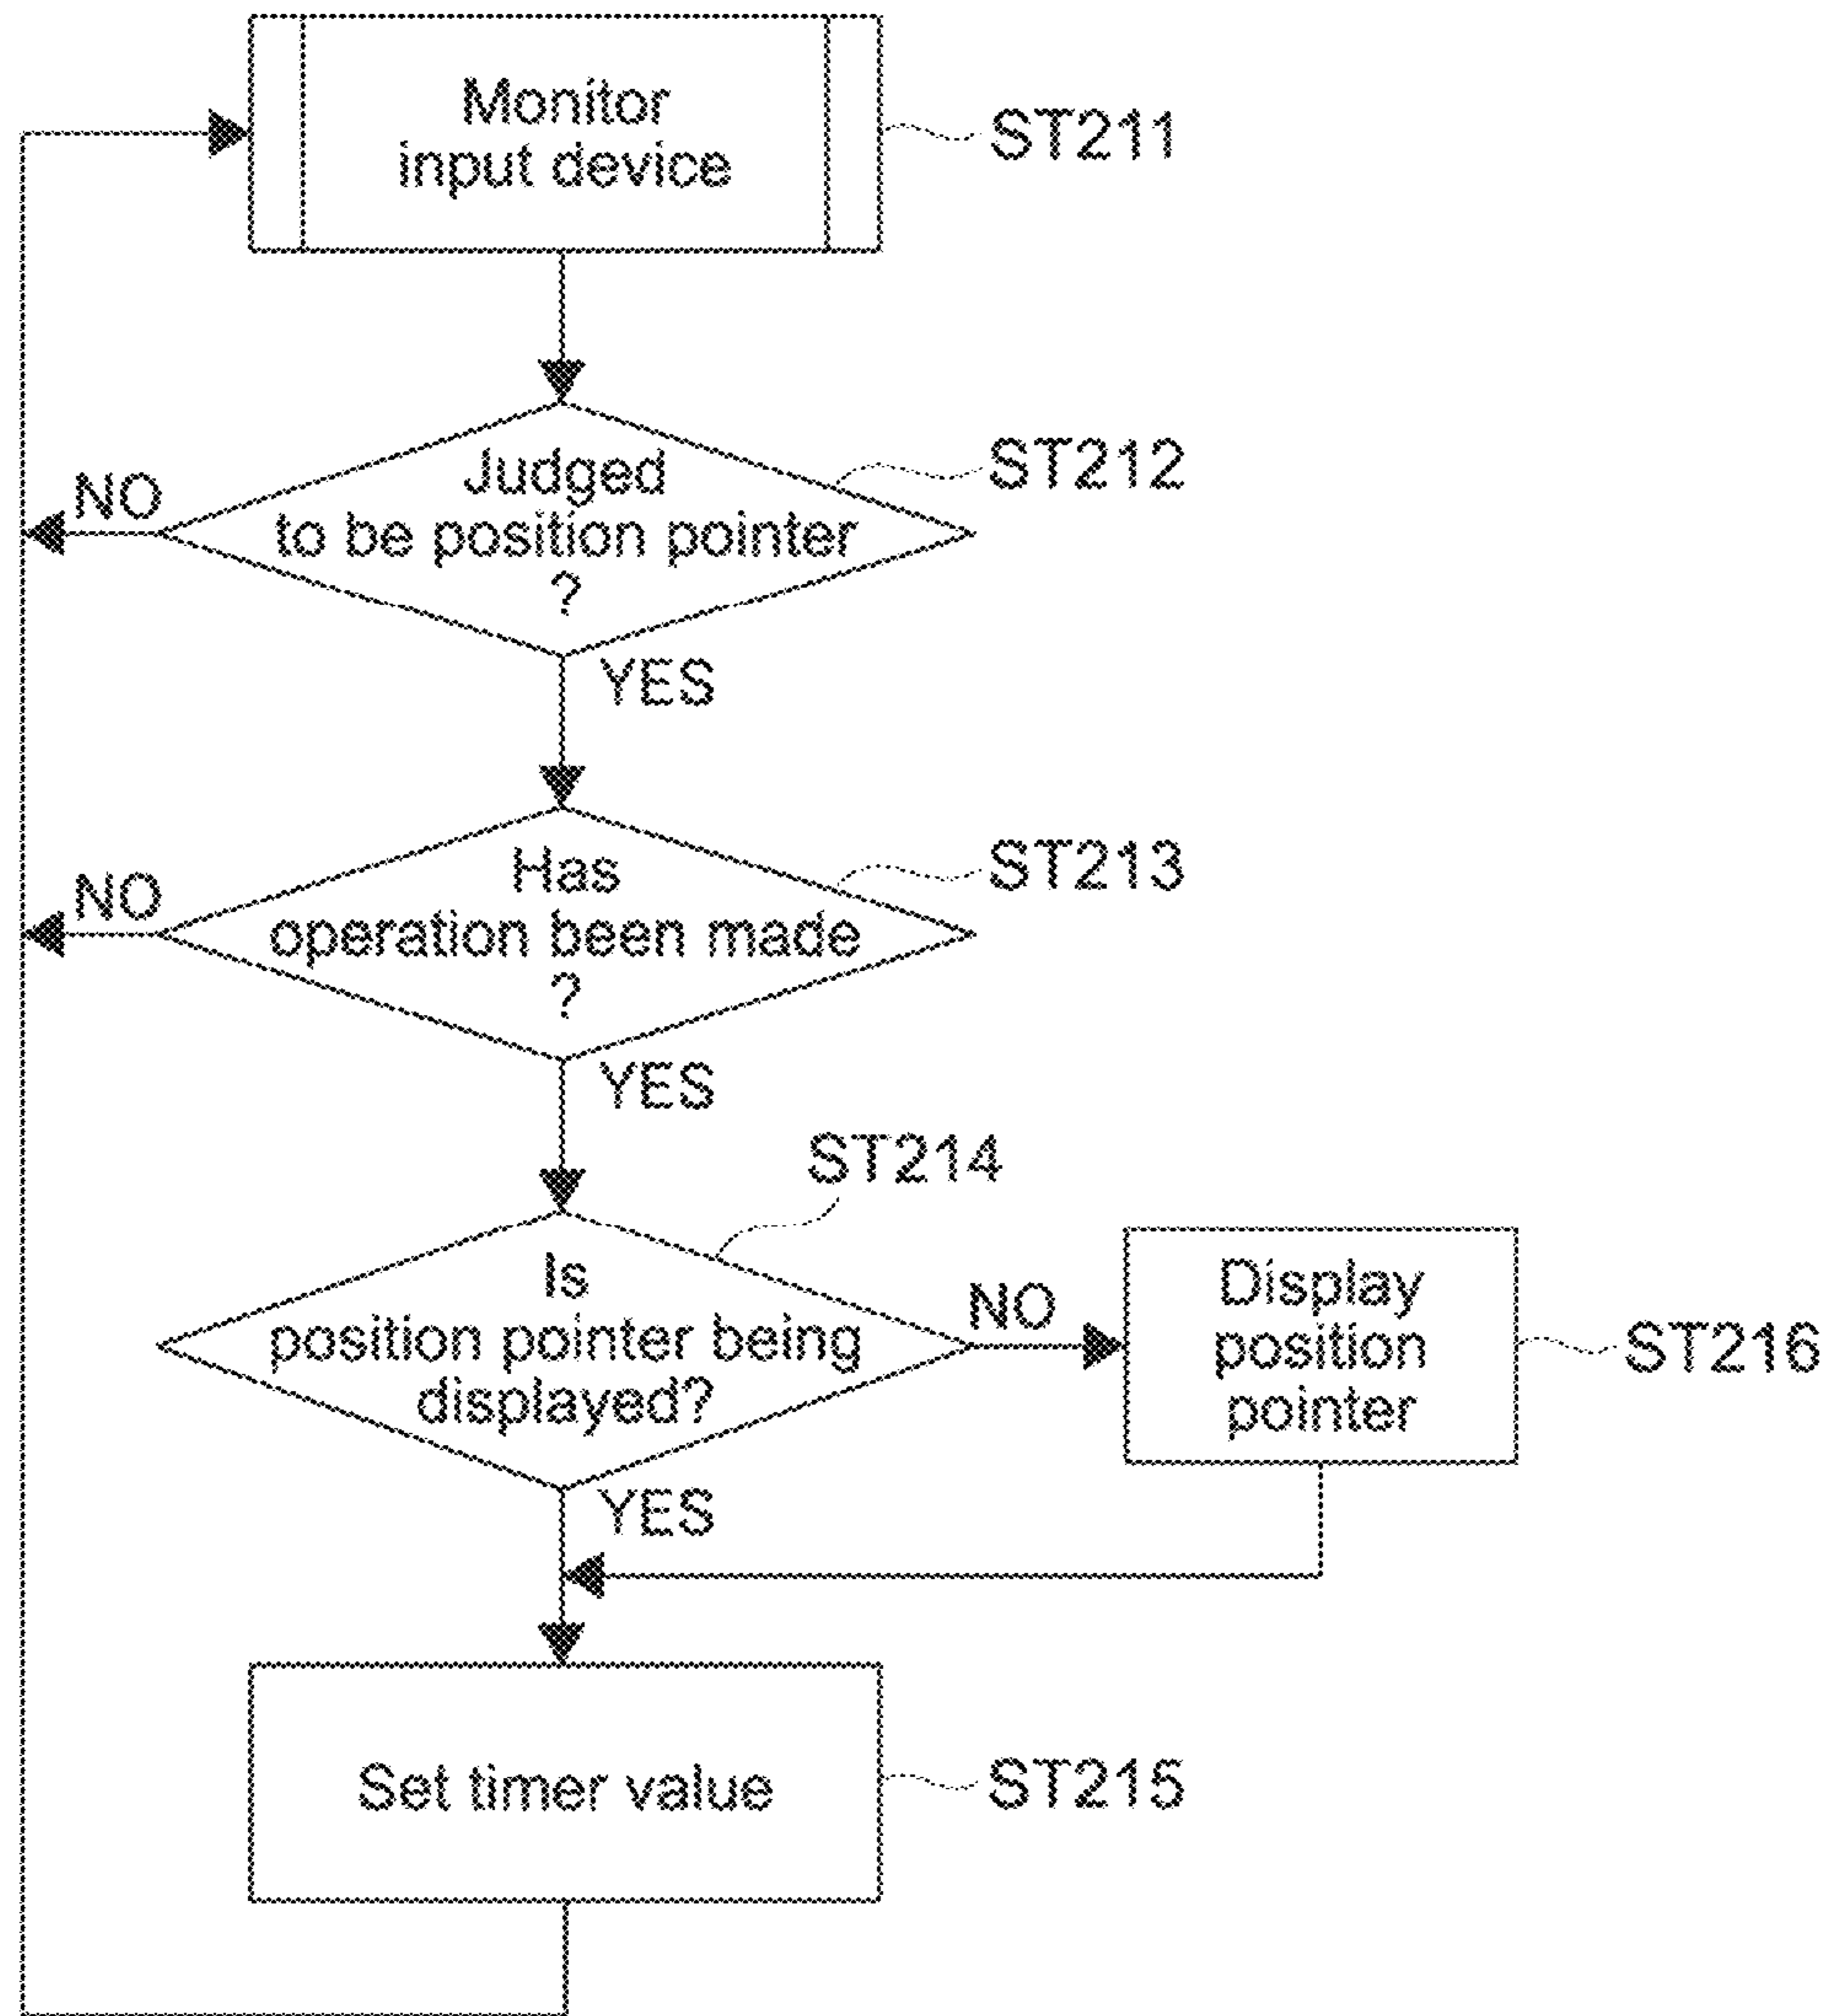 Monitor
input device
ST211
Judged
to be position pointer
?
ST212
NO
YES
Has
operation been made
?
ST213
NO
YES
ST214
Is
position pointer being
displayed?
NO
YES
Display
position
pointer
ST216
Set timer value
ST215